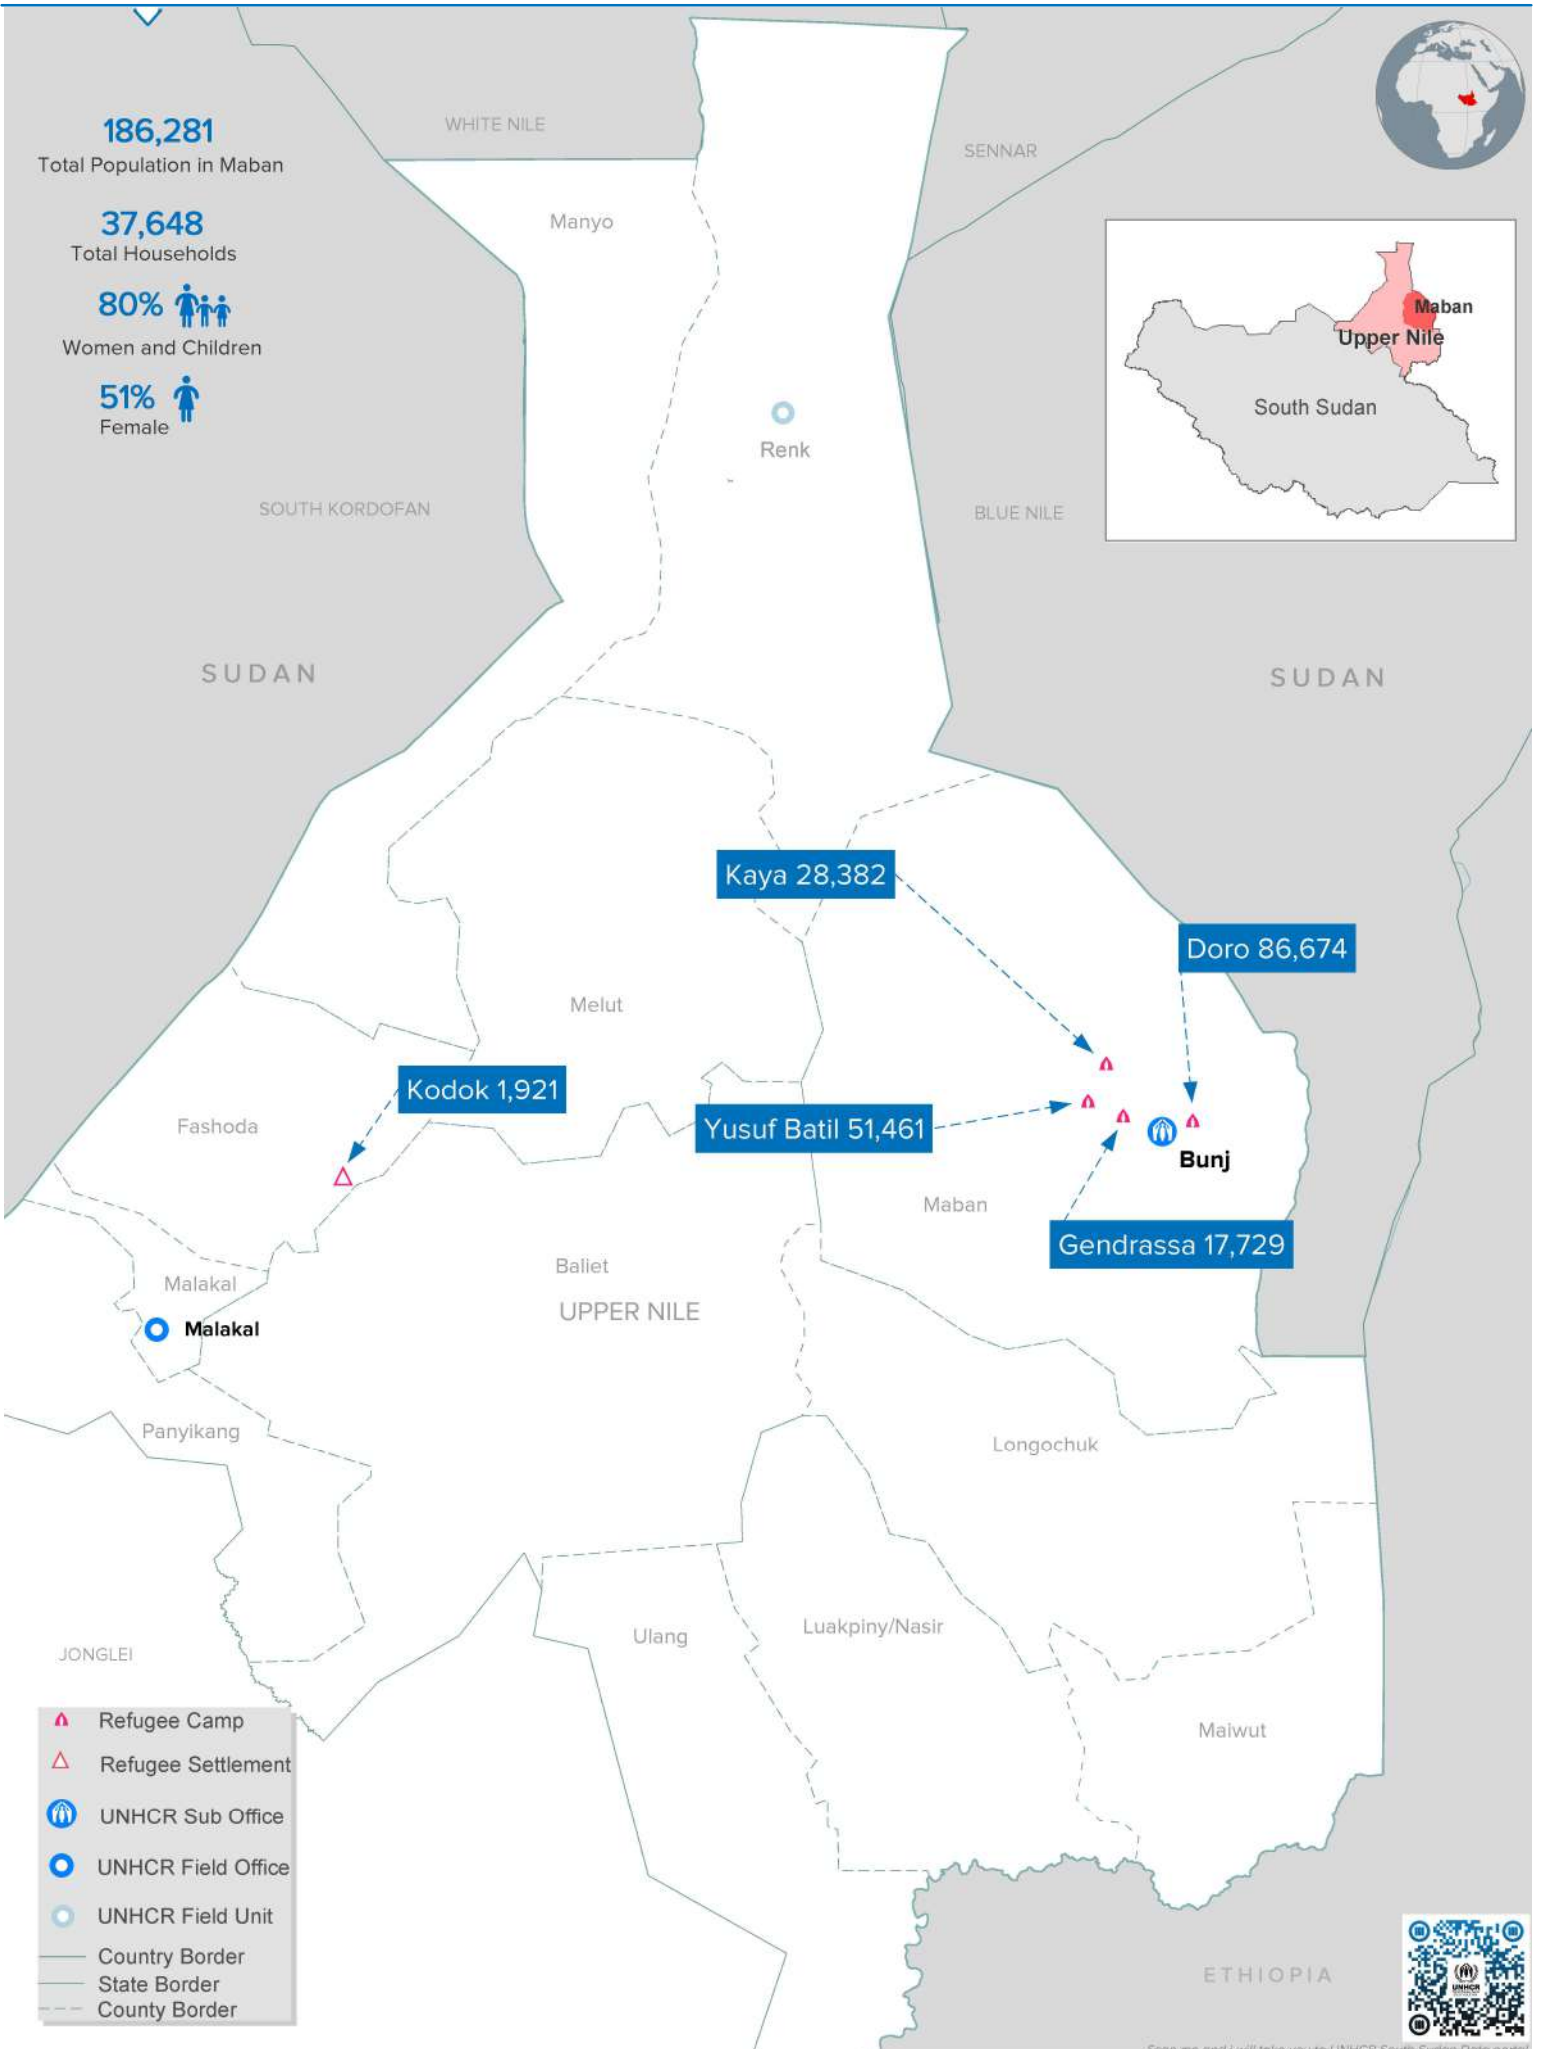 186,281
Total Population in Maban
37,648
Total Households
80%
Women and Children
51%
Female
WHITE NILE
SENNAR
Manyo
Renk
SOUTH KORDOFAN
BLUE NILE
Maban
Upper Nile
South Sudan
SUDAN
SUDAN
Kaya 28,382
Doro 86,674
Melut
Kodok 1,921
Fashoda
Yusuf Batil 51,461
Bunj
Maban
Gendrassa 17,729
Baliet
Malakal
UPPER NILE
Malakal
Panyikang
Longochuk
Luakpiny/Nasir
Ulang
JONGLEI
Maiwut
Refugee Camp
Refugee Settlement
UNHCR Sub Office
UNHCR Field Office
UNHCR Field Unit
Country Border
State Border
County Border
ETHIOPIA
UNHCR